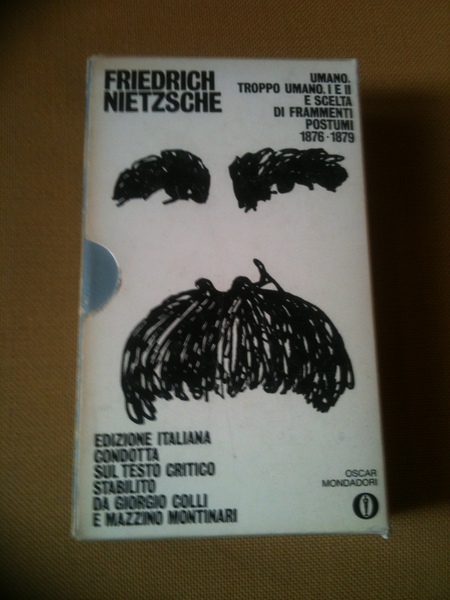 FRIEDRICH
NIETZSCHE
UMANO.
TROPPO UMANO. I E II
E SCELTA
DI FRAMMENTI
POSTUMI
1876-1879
EDIZIONE ITALIANA
CONDOTTA
SUL TESTO CRITICO
STABILITO
DA GIORGIO COLLI
E MAZZINO MONTINARI
OSCAR
MONDADORI